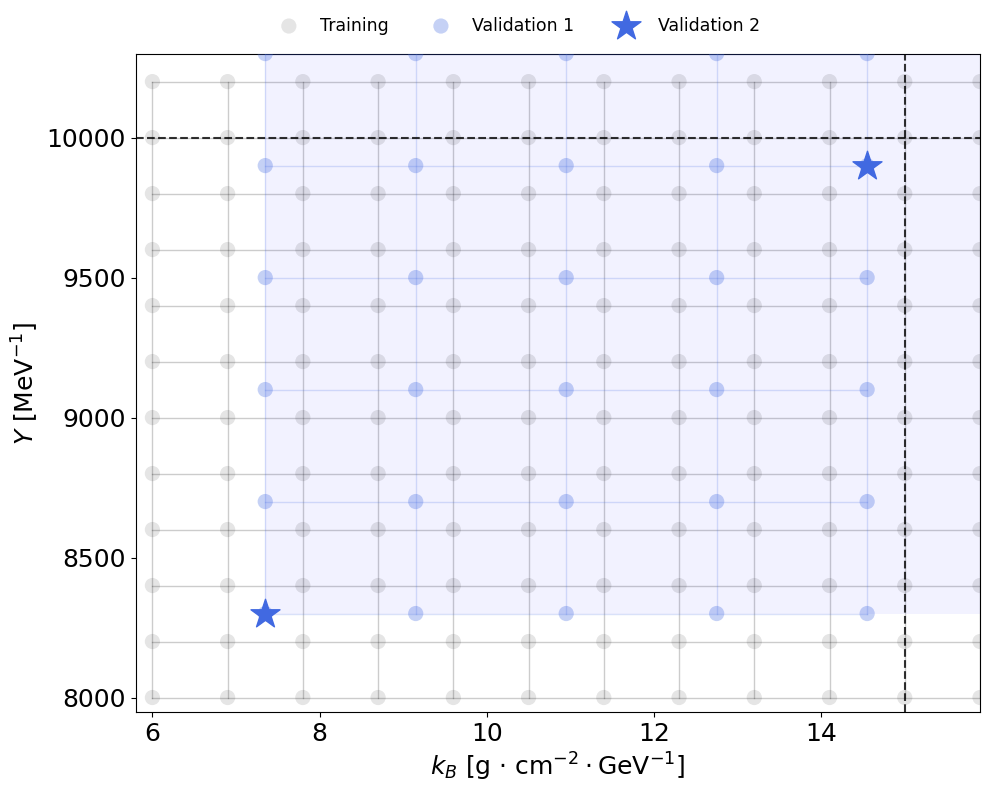 Training Validation 1 Validation 2
10000
9500
9000
8500
8000
Y [MeV⁻¹]
6 8 10 12 14
k_B [g · cm⁻² · GeV⁻¹]